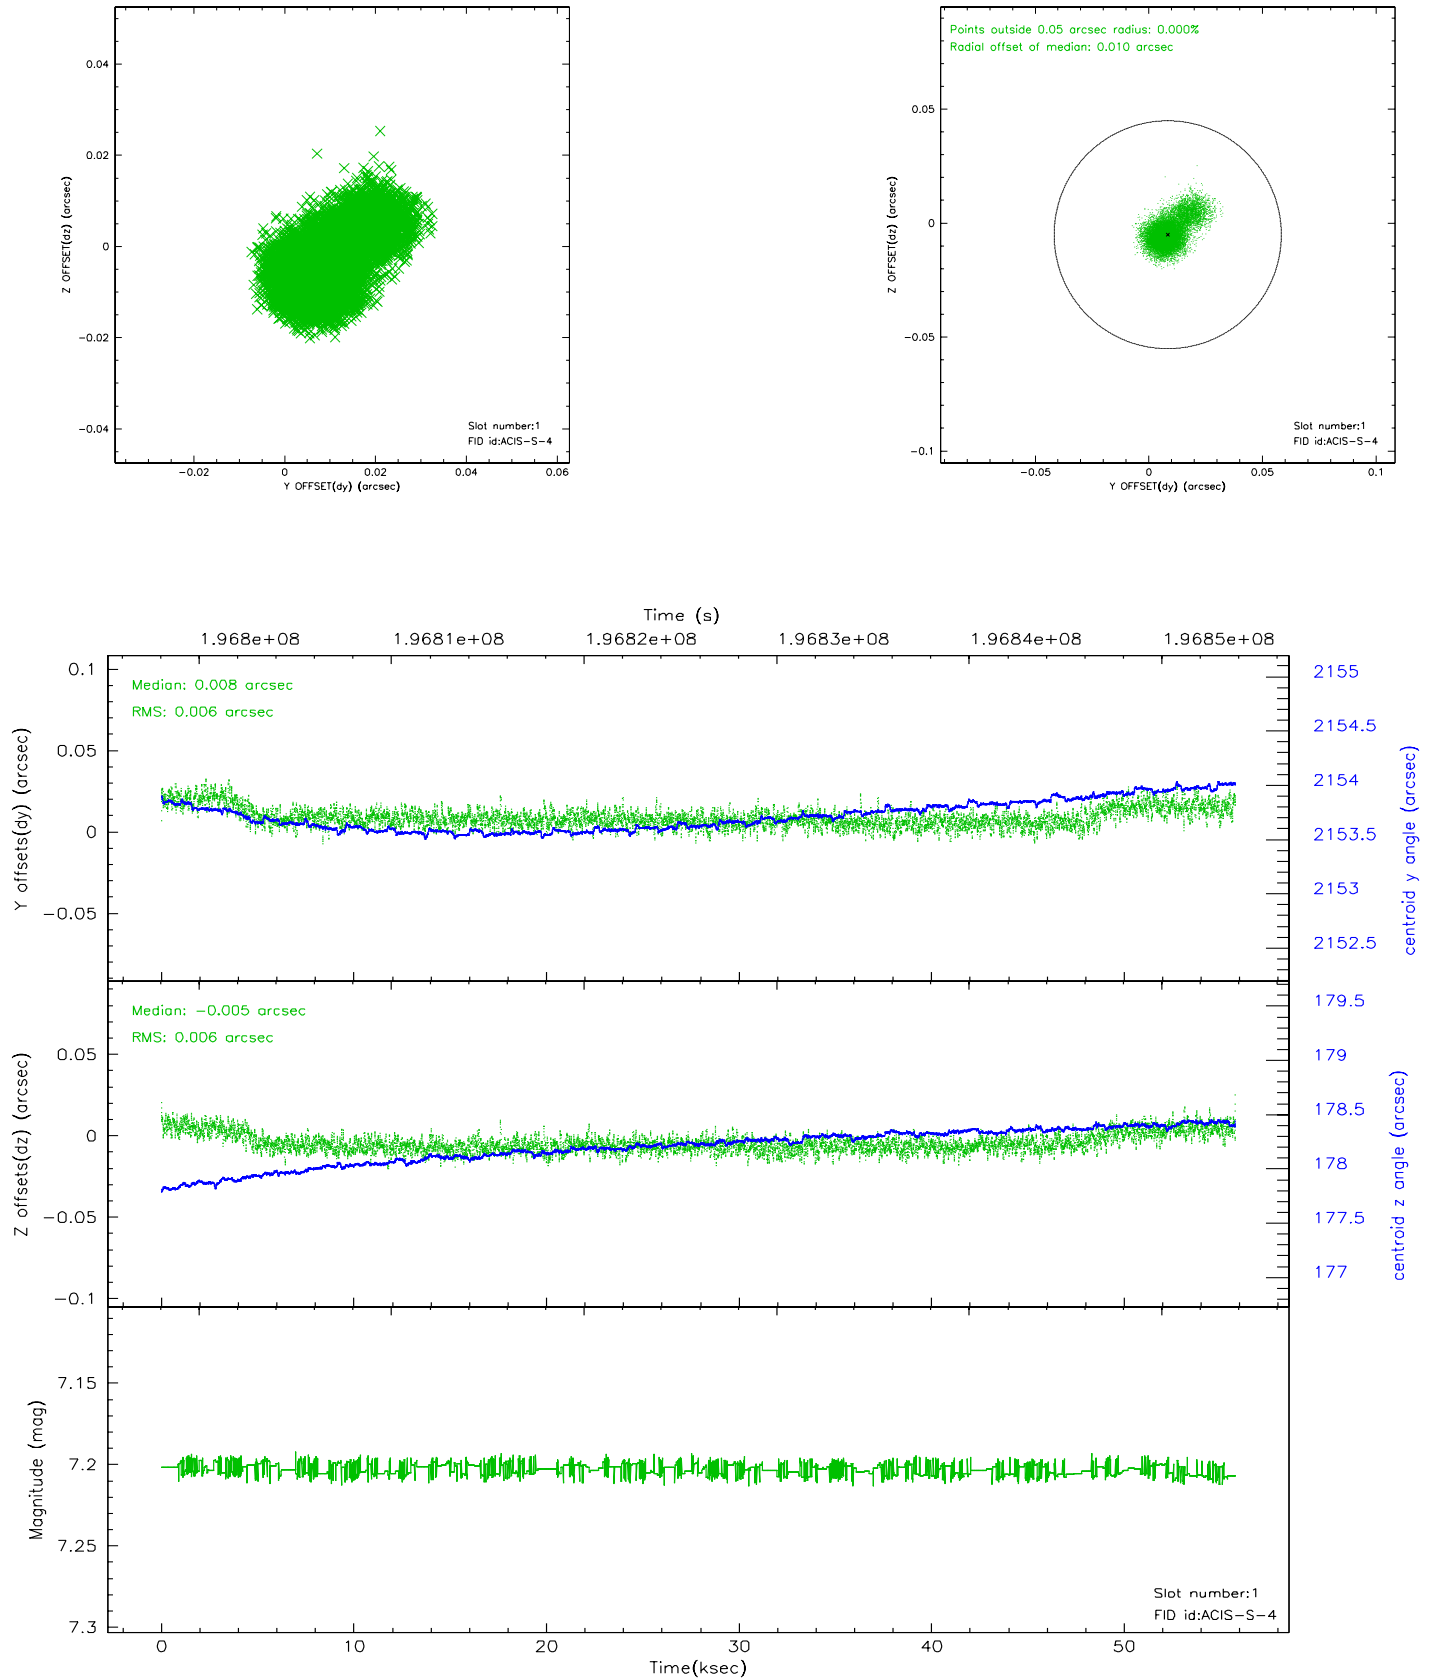 0.04
0.02
0
−0.02
−0.04
Z OFFSET(dz) (arcsec)
Slot number:1
FID id:ACIS−S−4
−0.02 0 0.02 0.04 0.06
Y OFFSET(dy) (arcsec)
Points outside 0.05 arcsec radius: 0.000%
Radial offset of median: 0.010 arcsec
0.05
0
−0.05
−0.1
Z OFFSET(dz) (arcsec)
Slot number:1
FID id:ACIS−S−4
−0.05 0 0.05 0.1
Y OFFSET(dy) (arcsec)
Time (s)
1.968e+08 1.9681e+08 1.9682e+08 1.9683e+08 1.9684e+08 1.9685e+08
Median: 0.008 arcsec
RMS: 0.006 arcsec
0.1
0.05
0
−0.05
Y offsets(dy) (arcsec)
2155
2154.5
2154
2153.5
2153
2152.5
centroid y angle (arcsec)
Median: −0.005 arcsec
RMS: 0.006 arcsec
0.05
0
−0.05
−0.1
Z offsets(dz) (arcsec)
179.5
179
178.5
178
177.5
177
centroid z angle (arcsec)
7.15
7.2
7.25
7.3
Magnitude (mag)
Slot number:1
FID id:ACIS−S−4
0 10 20 30 40 50
Time(ksec)